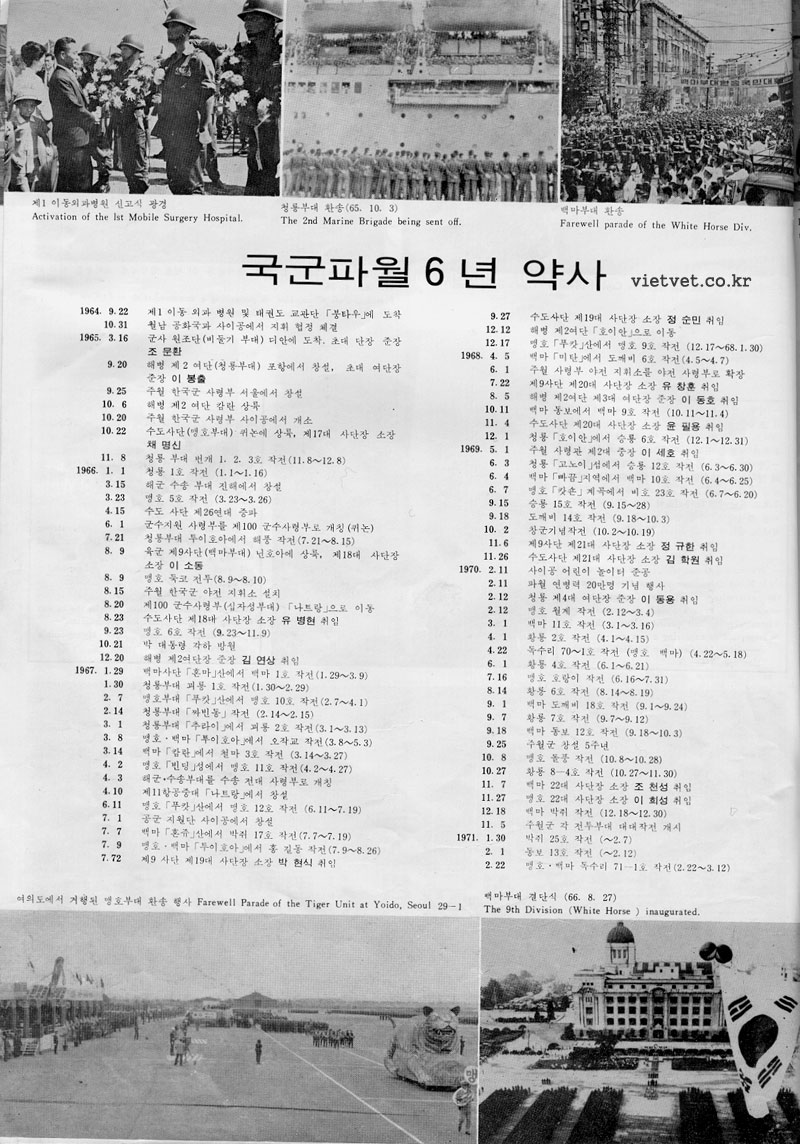 제1 이동외과병원 신고식 광경
Activation of the 1st Mobile Surgery Hospital.
청룡부대 환송(65. 10. 3)
The 2nd Marine Brigade being sent off.
백마부대 환송
Farewell parade of the White Horse Div.
국군파월 6 년 약사 vietvet.co.kr
1964. 9. 22 제1 이동 외과 병원 및 태권도 교관단 「붕타우」에 도착
10. 31 월남 공화국과 사이공에서 지휘 협정 체결
1965. 3. 16 군사 원조단(비둘기 부대) 디안에 도착. 초대 단장 준장
조 문환
9. 20 해병 제 2 여단(청룡부대) 포항에서 창설, 초대 여단장
준장 이 봉출
9. 25 주월 한국군 사령부 서울에서 창설
10. 6 해병 제2 여단 캄란 상륙
10. 20 주월 한국군 사령부 사이공에서 개소
10. 22 수도사단(맹호부대) 퀴논에 상륙, 제17대 사단장 소장
채 명신
11. 8 청룡 부대 번개 1. 2. 3호 작전(11.8~12.8)
1966. 1. 1 청룡 1호 작전 (1.1~1.16)
3. 15 해군 수송 부대 진해에서 창설
3. 23 맹호 5호 작전 (3.23~3.26)
4. 15 수도 사단 제26연대 증파
6. 1 군수지원 사령부를 제100 군수사령부로 개칭(퀴논)
7. 21 청룡부대 투이호아에서 해풍 작전(7.21~8.15)
8. 9 육군 제9사단(백마부대) 닌호아에 상륙, 제18대 사단장
소장 이 소동
8. 9 맹호 둑코 전투(8.9~8.10)
8. 15 주월 한국군 야전 지휘소 설치
8. 20 제100 군수사령부(십자성부대) 「나트랑」으로 이동
8. 23 수도사단 제18대 사단장 소장 유 병현 취임
9. 23 맹호 6호 작전 (9.23~11.9)
10. 21 박 대통령 각하 방월
12. 20 해병 제2여단장 준장 김 연상 취임
1967. 1. 29 백마사단 「혼마」산에서 백마 1호 작전(1.29~3.9)
1. 30 청룡부대 괴룡 1호 작전(1.30~2.29)
2. 7 맹호부대 「푸캇」산에서 맹호 10호 작전(2.7~4.1)
2. 14 청룡부대 「짜빈동」 작전 (2.14~2.15)
3. 1 청룡부대 「추라이」에서 괴룡 2호 작전(3.1~3.13)
3. 8 맹호·백마 「투이호아」에서 오작교 작전(3.8~5.3)
3. 14 백마 「캄란」에서 천마 3호 작전 (3.14~3.27)
4. 2 맹호 「빈딩」성에서 맹호 11호 작전(4.2~4.27)
4. 3 해군·수송부대를 수송 전대 사령부로 개칭
4. 10 제11항공중대 「나트랑」에서 창설
6. 11 맹호 「푸캇」산에서 맹호 12호 작전 (6.11~7.19)
7. 1 공군 지원단 사이공에서 창설
7. 7 백마 「혼쥬」산에서 박쥐 17호 작전(7.7~7.19)
7. 9 맹호·백마 「투이호아」에서 홍 길동 작전(7.9~8.26)
7. 72 제9 사단 제19대 사단장 소장 박 현식 취임
9. 27 수도사단 제19대 사단장 소장 정 순민 취임
12. 12 해병 제2여단 「호이안」으로 이동
12. 17 맹호 「푸캇」산에서 맹호 9호 작전 (12.17~68.1.30)
1968. 4. 5 백마 「미탄」에서 도깨비 6호 작전(4.5~4.7)
6. 1 주월 사령부 야전 지휘소를 야전 사령부로 확장
7. 22 제9사단 제20대 사단장 소장 유 창훈 취임
8. 5 해병 제2여단 제3대 여단장 준장 이 동호 취임
10. 11 백마 동보에서 백마 9호 작전 (10.11~11.4)
11. 4 수도사단 제20대 사단장 소장 윤 필용 취임
12. 1 청룡 「호이안」에서 승룡 6호 작전 (12.1~12.31)
1969. 5. 1 주월 사령관 제2대 중장 이 세호 취임
6. 3 청룡 「고노이」섬에서 승룡 12호 작전 (6.3~6.30)
6. 4 백마 「빠꿀」지역에서 백마 10호 작전 (6.4~6.25)
6. 7 맹호 「캇숀」 계곡에서 비호 23호 작전 (6.7~6.20)
9. 15 승룡 15호 작전 (9.15~28)
9. 18 도깨비 14호 작전 (9.18~10.3)
10. 2 창군기념작전 (10.2~10.19)
11. 6 제9사단 제21대 사단장 소장 정 규한 취임
11. 26 수도사단 제21대 사단장 소장 김 학원 취임
1970. 2. 11 사이공 어린이 놀이터 준공
2. 11 파월 연병력 20만명 기념 행사
2. 12 청룡 제4대 여단장 준장 이 동용 취임
2. 12 맹호 월계 작전 (2.12~3.4)
3. 1 백마 11호 작전 (3.1~3.16)
4. 1 황룡 2호 작전 (4.1~4.15)
4. 22 독수리 70~1호 작전 (맹호 백마) (4.22~5.18)
6. 1 황룡 4호 작전 (6.1~6.21)
7. 16 맹호 호랑이 작전 (6.16~7.31)
8. 14 황룡 6호 작전 (8.14~8.19)
9. 1 백마 도깨비 18호 작전 (9.1~9.24)
9. 7 황룡 7호 작전 (9.7~9.12)
9. 18 백마 동보 12호 작전 (9.18~10.3)
9. 25 주월군 창설 5주년
10. 8 맹호 돌풍 작전 (10.8~10.28)
10. 27 황룡 8—4호 작전 (10.27~11.30)
11. 7 백마 22대 사단장 소장 조 천성 취임
11. 27 맹호 22대 사단장 소장 이 희성 취임
12. 18 백마 박쥐 작전 (12.18~12.30)
11. 5 주월군 각 전투부대 대대작전 개시
1971. 1. 30 박쥐 25호 작전 (~2.7)
2. 1 동보 13호 작전 (~2.12)
2. 22 맹호·백마 독수리 71—1호 작전(2.22~3.12)
여의도에서 거행된 맹호부대 환송 행사 Farewell Parade of the Tiger Unit at Yoido, Seoul 29-1
백마부대 결단식 (66. 8. 27)
The 9th Division (White Horse ) inaugurated.